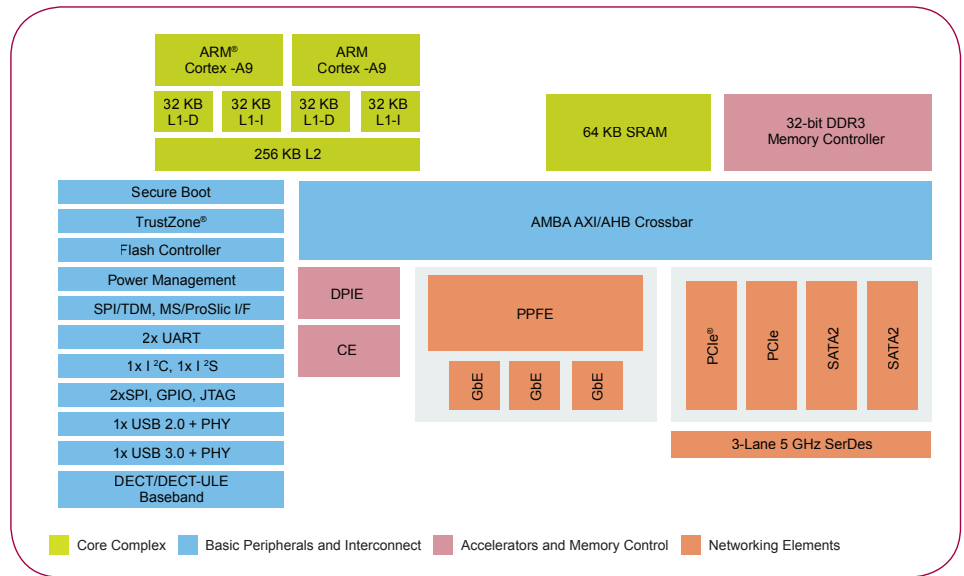 ARM® Cortex -A9
ARM Cortex -A9
32 KB L1-D
32 KB L1-I
32 KB L1-D
32 KB L1-I
256 KB L2
64 KB SRAM
32-bit DDR3 Memory Controller
Secure Boot
TrustZone®
Flash Controller
Power Management
SPI/TDM, MS/ProSlic I/F
2x UART
1x I ²C, 1x I ²S
2xSPI, GPIO, JTAG
1x USB 2.0 + PHY
1x USB 3.0 + PHY
DECT/DECT-ULE Baseband
AMBA AXI/AHB Crossbar
DPIE
CE
PPFE
GbE
GbE
GbE
PCIe®
PCIe
SATA2
SATA2
3-Lane 5 GHz SerDes
Core Complex
Basic Peripherals and Interconnect
Accelerators and Memory Control
Networking Elements